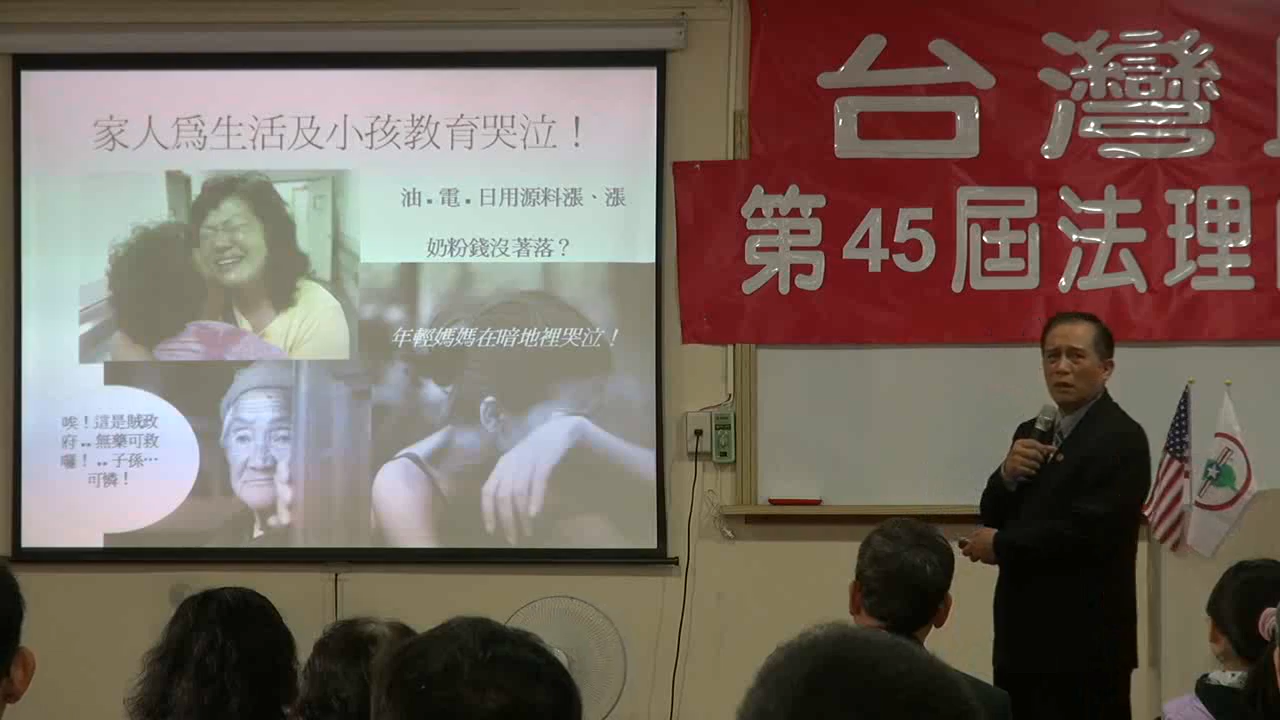 家人爲生活及小孩教育哭泣！
油.電.日用源料漲、漲
奶粉錢沒著落？
年輕媽媽在暗地裡哭泣！
唉！這是賊政
府..無藥可救
囉！..子孫…
可憐！
台灣
第45屆法理